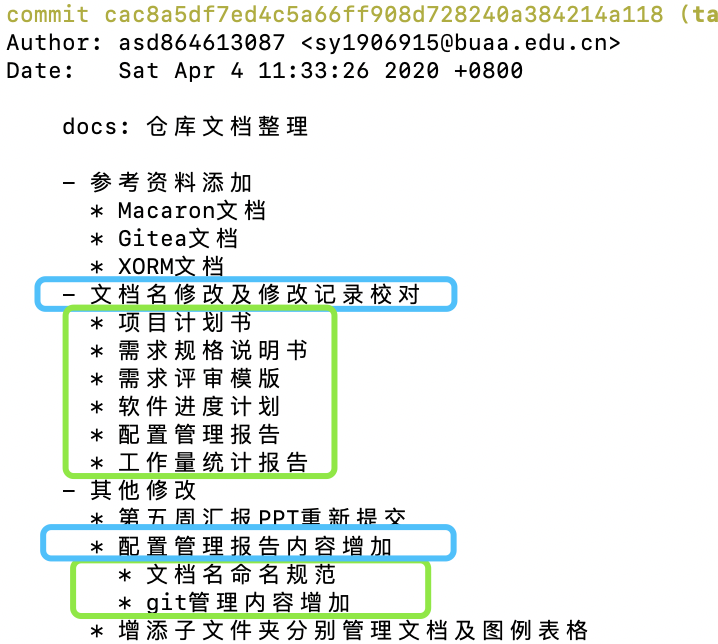 commit cac8a5df7ed4c5a66ff908d728240a384214a118 (ta
Author: asd864613087 <sy1906915@buaa.edu.cn>
Date:   Sat Apr 4 11:33:26 2020 +0800
docs: 仓库文档整理
- 参考资料添加
* Macaron文档
* Gitea文档
* XORM文档
- 文档名修改及修改记录校对
* 项目计划书
* 需求规格说明书
* 需求评审模版
* 软件进度计划
* 配置管理报告
* 工作量统计报告
- 其他修改
* 第五周汇报PPT重新提交
* 配置管理报告内容增加
* 文档名命名规范
* git管理内容增加
* 增添子文件夹分别管理文档及图例表格